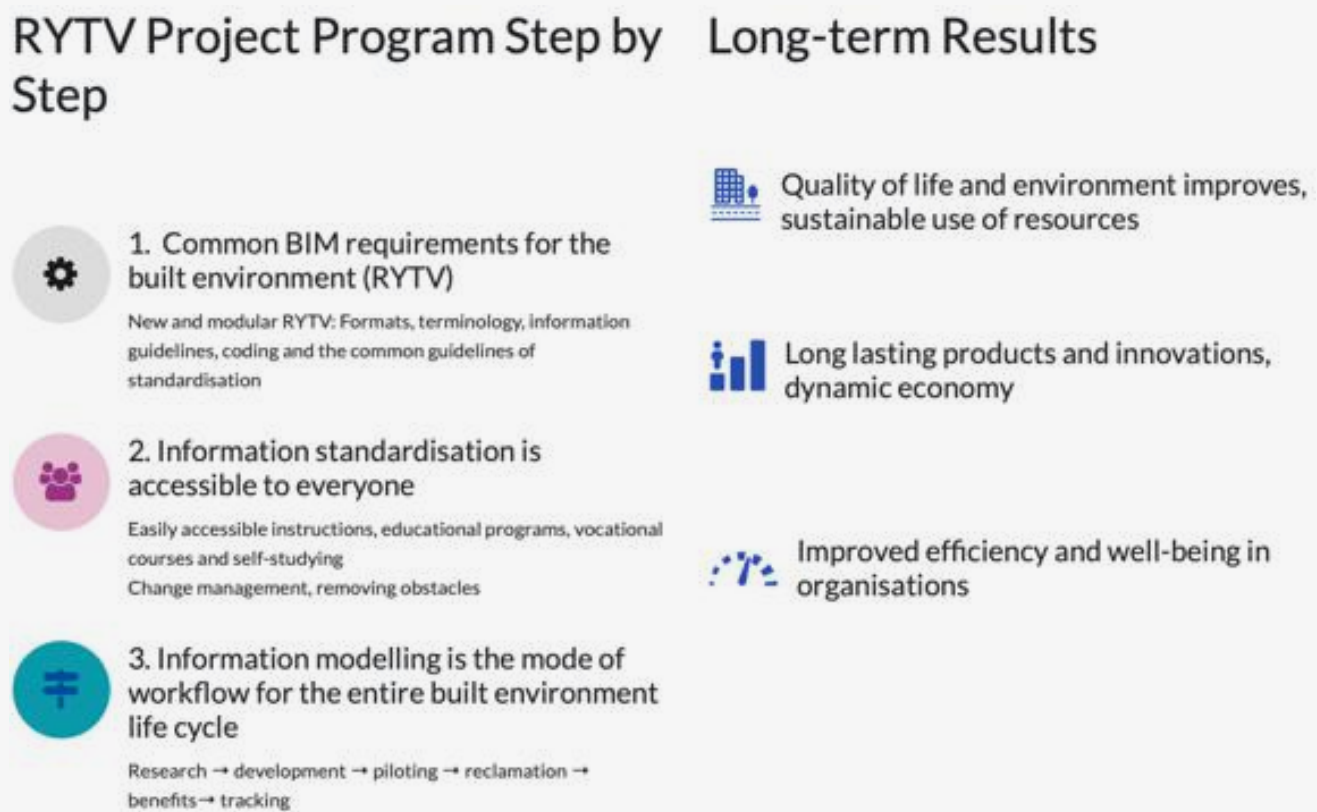 RYTV Project Program Step by
Step
1. Common BIM requirements for the
built environment (RYTV)
New and modular RYTV: Formats, terminology, information
guidelines, coding and the common guidelines of
standardisation
2. Information standardisation is
accessible to everyone
Easily accessible instructions, educational programs, vocational
courses and self-studying
Change management, removing obstacles
3. Information modelling is the mode of
workflow for the entire built environment
life cycle
Research → development → piloting → reclamation →
benefits→ tracking
Long-term Results
Quality of life and environment improves,
sustainable use of resources
Long lasting products and innovations,
dynamic economy
Improved efficiency and well-being in
organisations